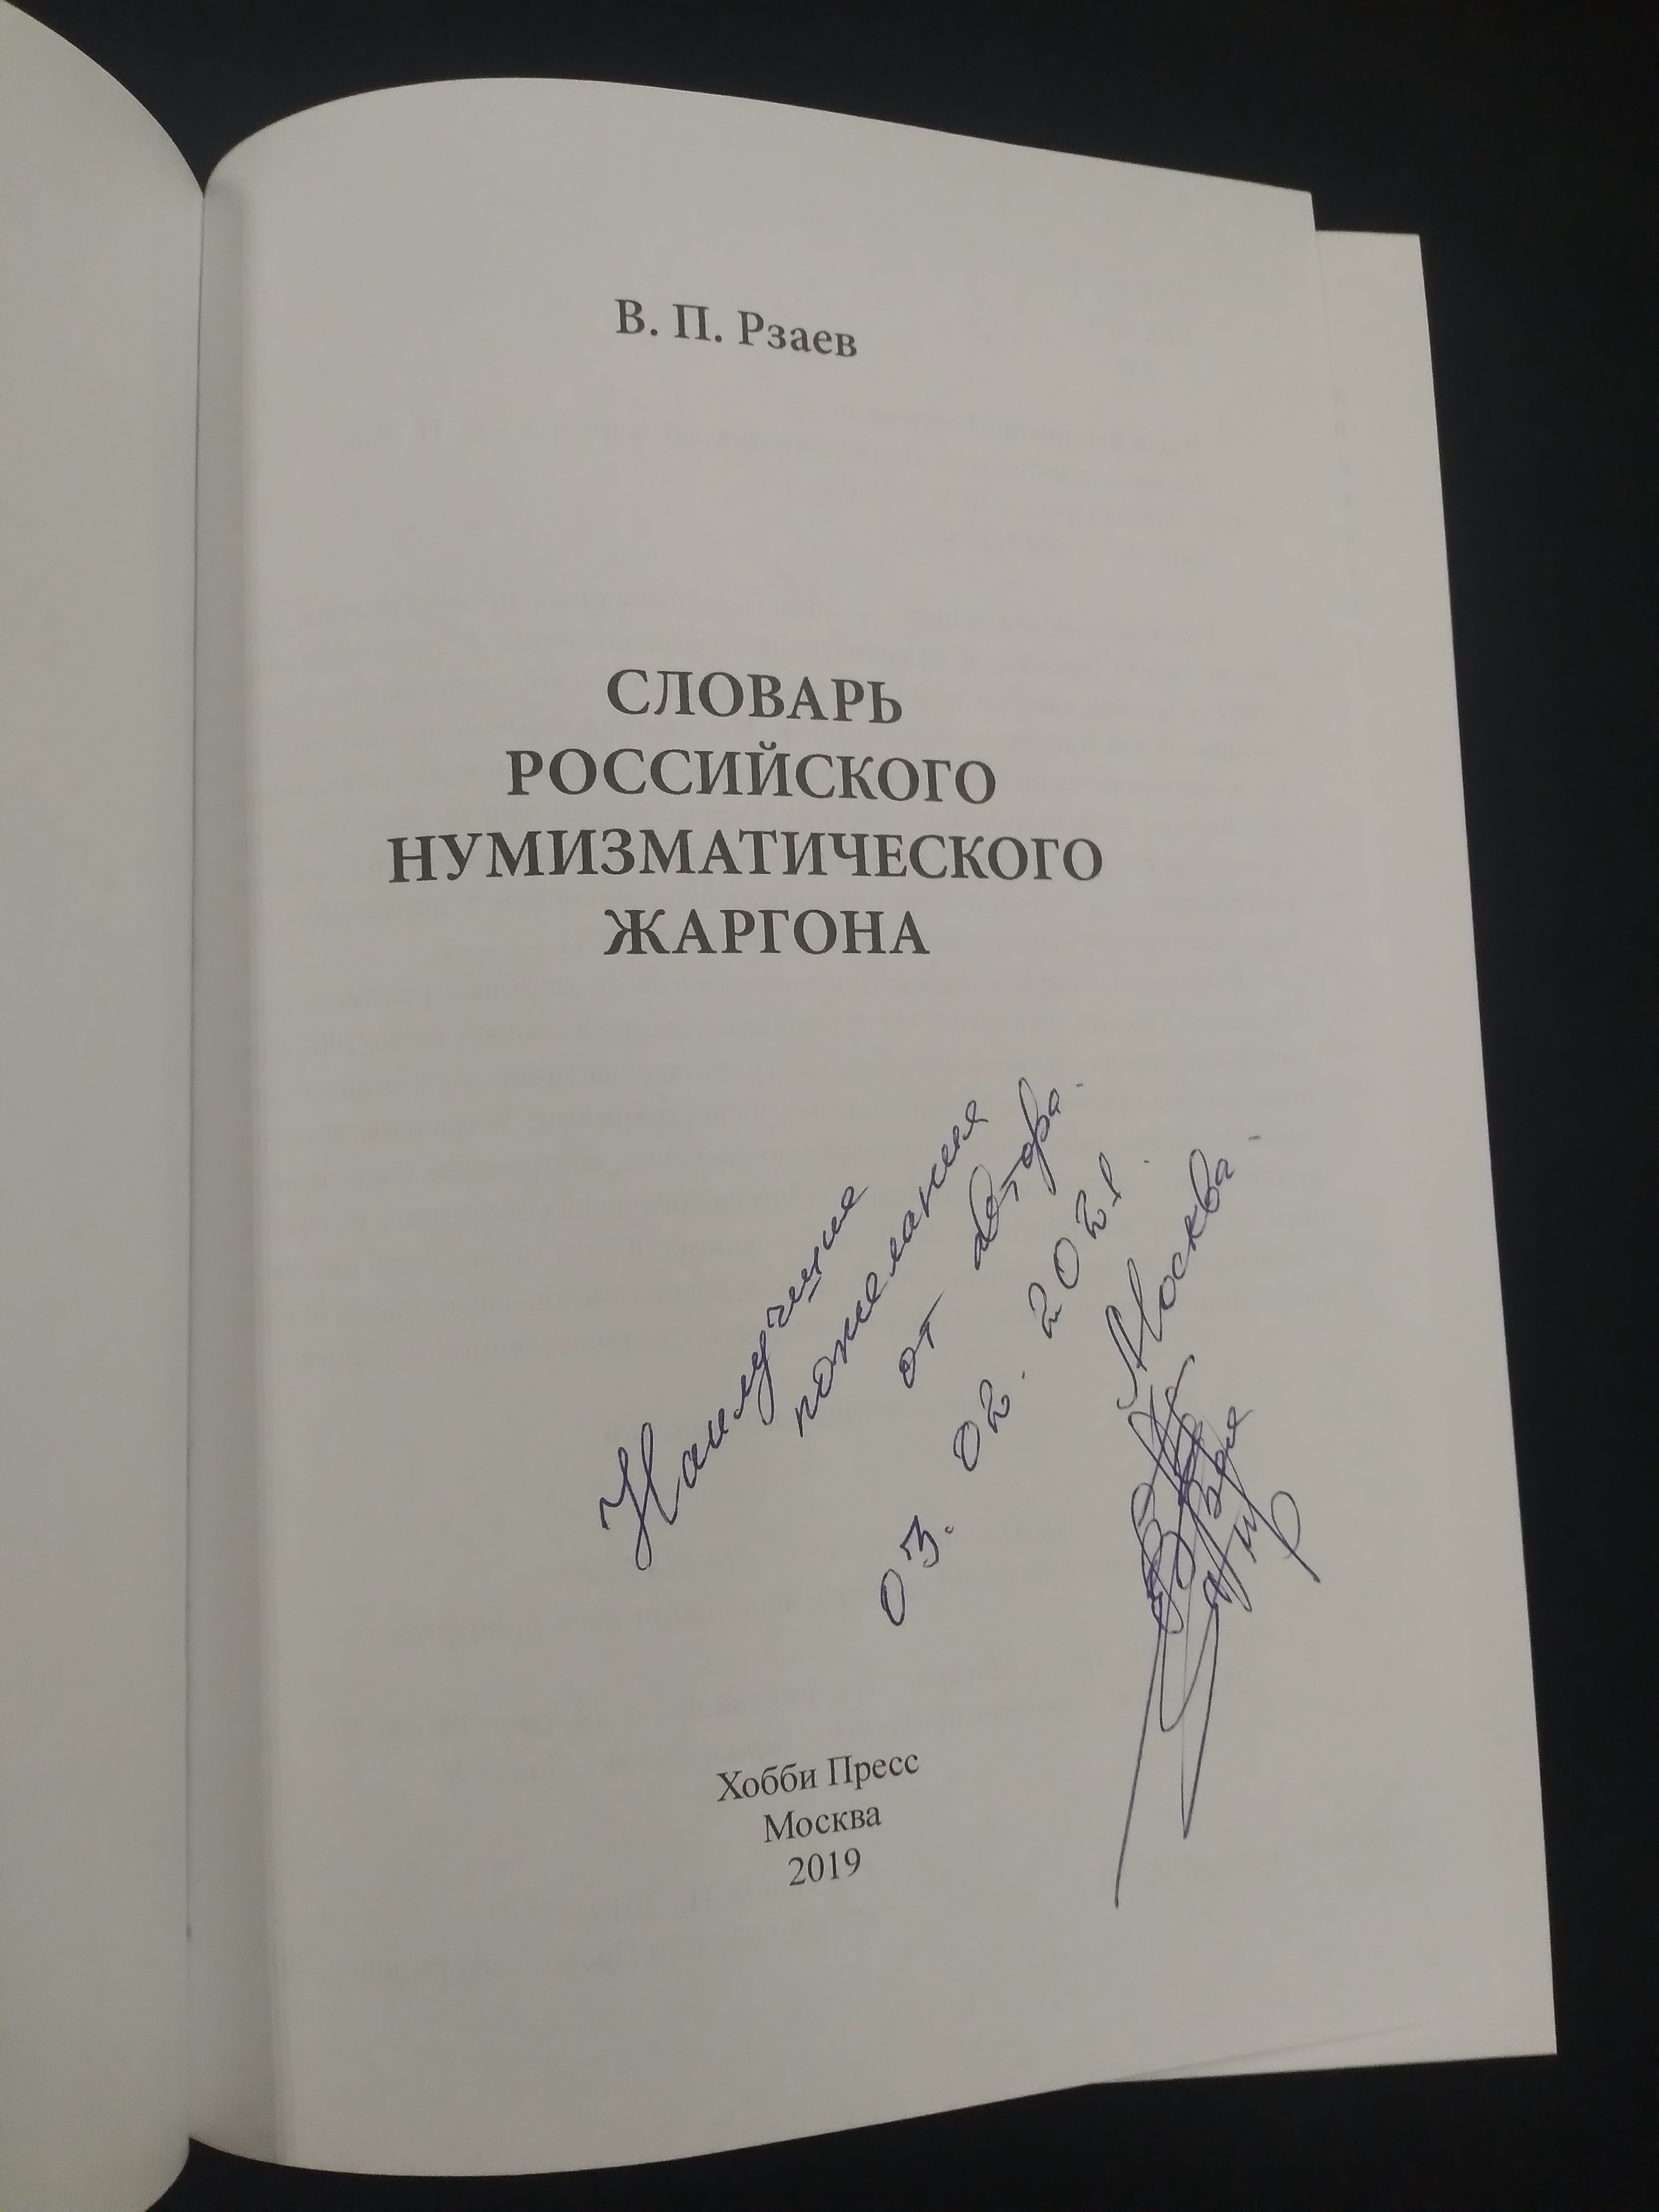 В. П. Рзаев
СЛОВАРЬ
РОССИЙСКОГО
НУМИЗМАТИЧЕСКОГО
ЖАРГОНА
Наилучшие
пожелания
от автора.
03. 02. 2021.
Москва.
Хобби Пресс
Москва
2019